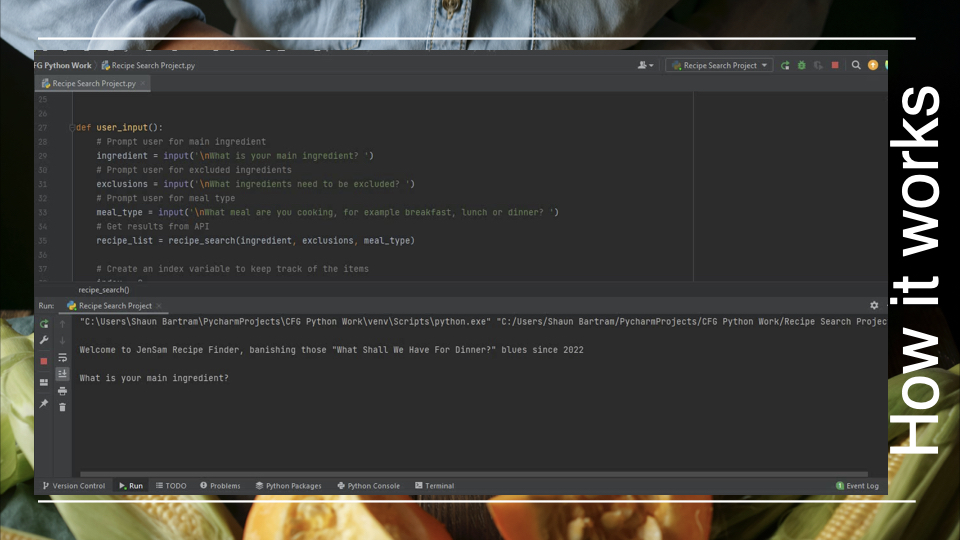 FG Python Work
Recipe Search Project.py
Recipe Search Project
Recipe Search Project.py
25
26
27 def user_input():
28 # Prompt user for main ingredient
29 ingredient = input('\nWhat is your main ingredient? ')
30 # Prompt user for excluded ingredients
31 exclusions = input('\nWhat ingredients need to be excluded? ')
32 # Prompt user for meal type
33 meal_type = input('\nWhat meal are you cooking, for example breakfast, lunch or dinner? ')
34 # Get results from API
35 recipe_list = recipe_search(ingredient, exclusions, meal_type)
36
37 # Create an index variable to keep track of the items
recipe_search()
Run: Recipe Search Project
"C:\Users\Shaun Bartram\PycharmProjects\CFG Python Work\venv\Scripts\python.exe" "C:/Users/Shaun Bartram/PycharmProjects/CFG Python Work/Recipe Search Projec
Welcome to JenSam Recipe Finder, banishing those "What Shall We Have For Dinner?" blues since 2022
What is your main ingredient?
Version Control Run TODO Problems Python Packages Python Console Terminal 1 Event Log
How it works